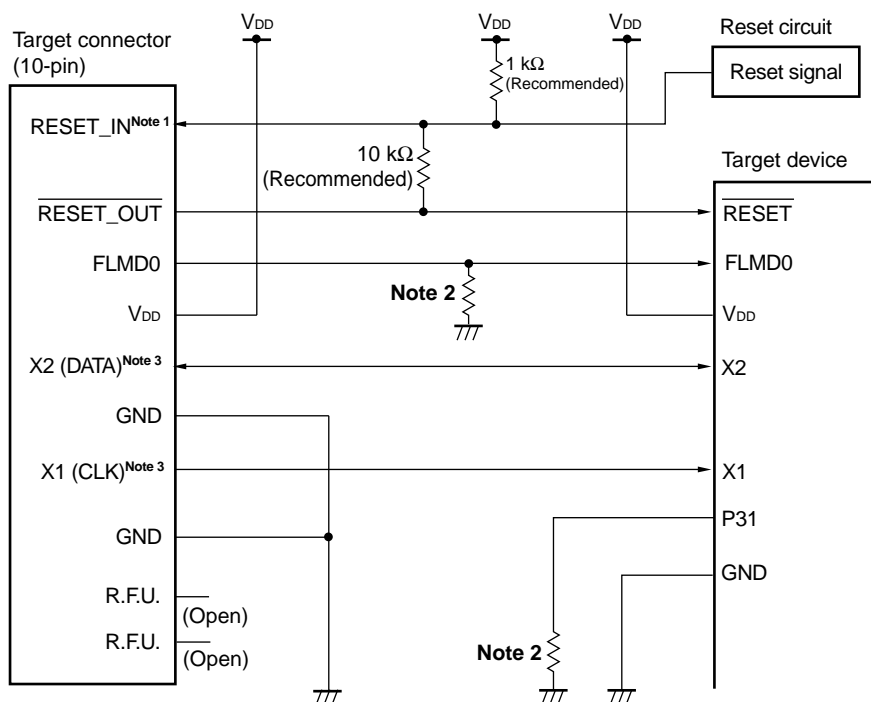 Target connector
(10-pin)
RESET_IN Note 1
RESET_OUT
FLMD0
VDD
X2 (DATA) Note 3
GND
X1 (CLK) Note 3
GND
R.F.U.
(Open)
R.F.U.
(Open)
VDD
VDD
1 kΩ
(Recommended)
10 kΩ
(Recommended)
Note 2
Note 2
VDD
Reset circuit
Reset signal
Target device
RESET
FLMD0
VDD
X2
X1
P31
GND